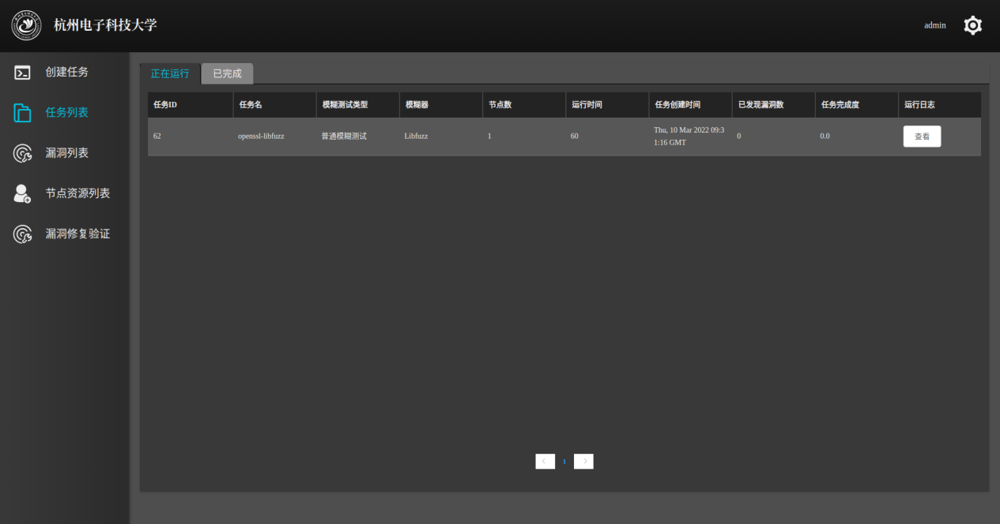 杭州电子科技大学
admin
创建任务
任务列表
漏洞列表
节点资源列表
漏洞修复验证
正在运行 已完成
任务ID 任务名 模糊测试类型 模糊器 节点数 运行时间 任务创建时间 已发现漏洞数 任务完成度 运行日志
62 openssl-libfuzz 普通模糊测试 Libfuzz 1 60 Thu, 10 Mar 2022 09:3 0 0.0 查看
1:16 GMT
1